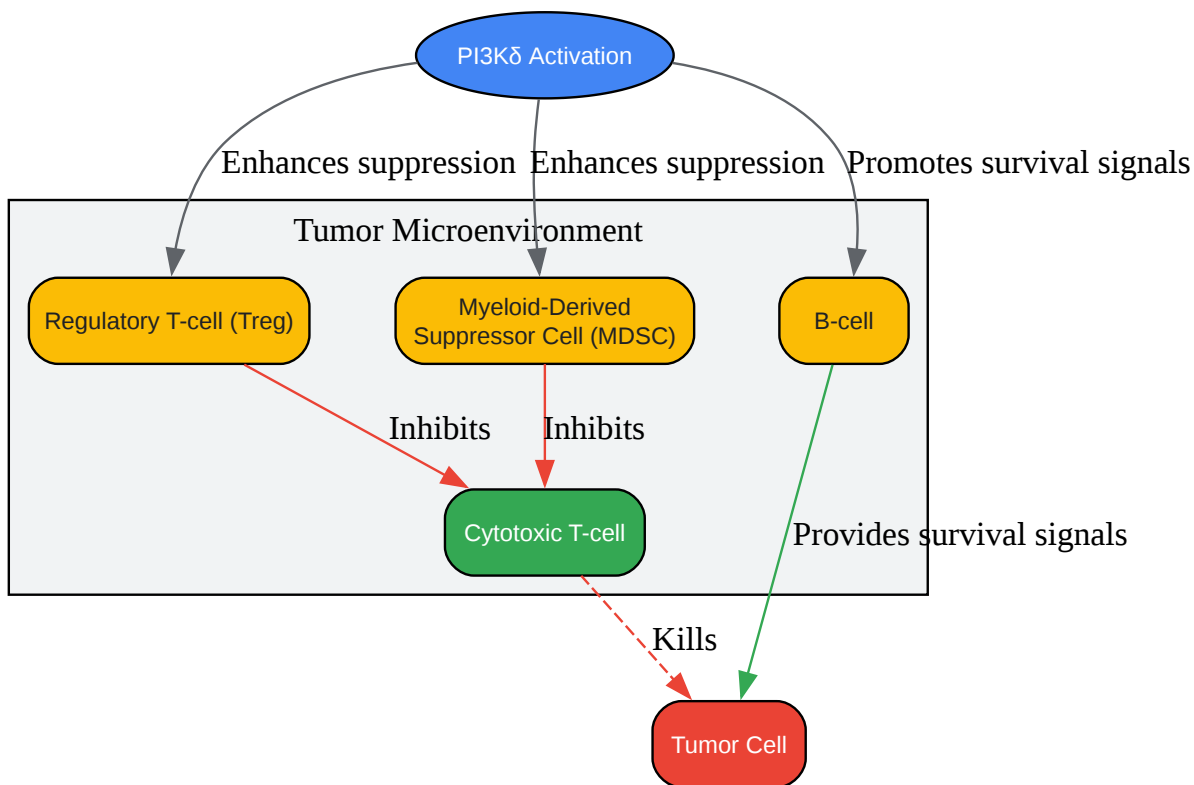 PI3Kδ Activation
Enhances suppression
Enhances suppression
Promotes survival signals
Tumor Microenvironment
Regulatory T-cell (Treg)
Myeloid-Derived
Suppressor Cell (MDSC)
B-cell
Inhibits
Inhibits
Cytotoxic T-cell
Provides survival signals
Kills
Tumor Cell